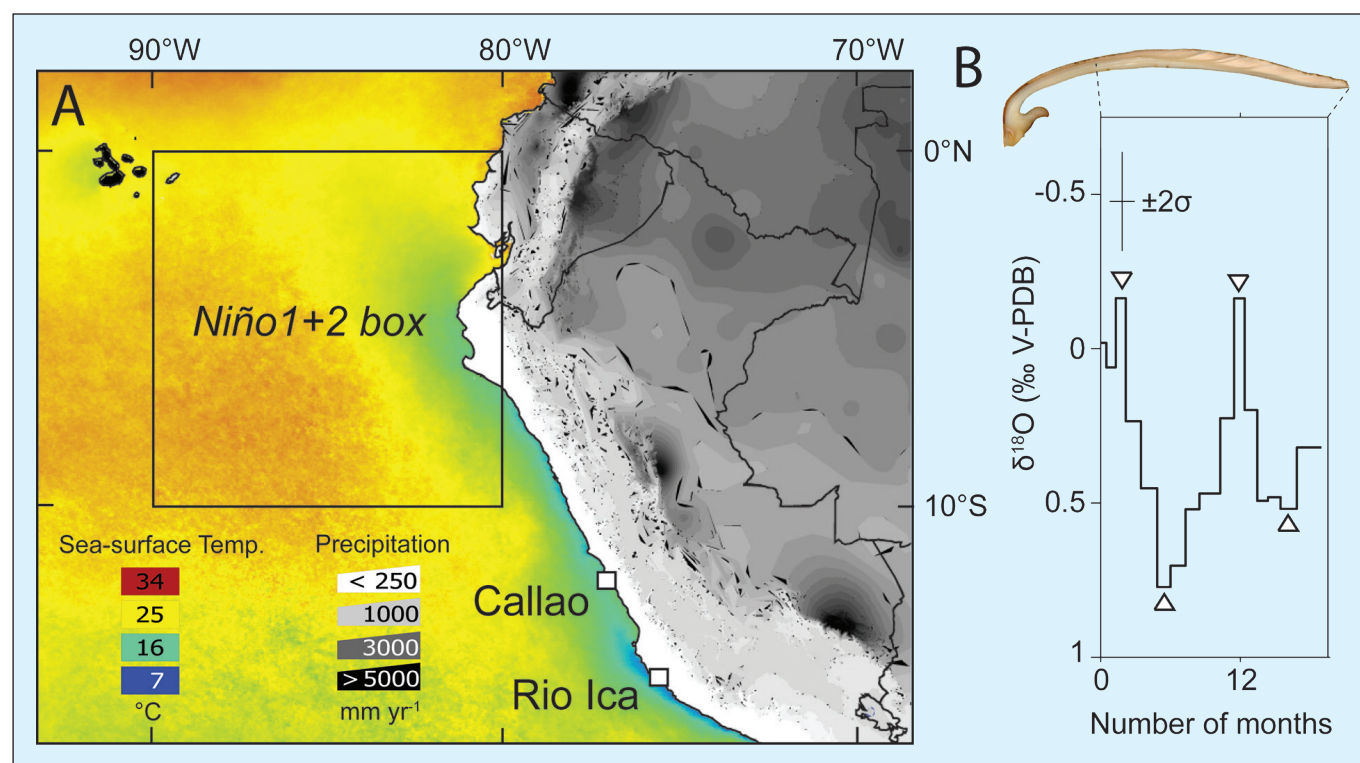 90°W 80°W 70°W
A
0°N
Niño1+2 box
10°S
Sea-surface Temp.
34
25
16
7
°C
Precipitation
< 250
1000
3000
> 5000
mm yr-1
Callao
Rio Ica
B
±2σ
δ18O (‰ V-PDB)
-0.5
0
0.5
1
0 12
Number of months